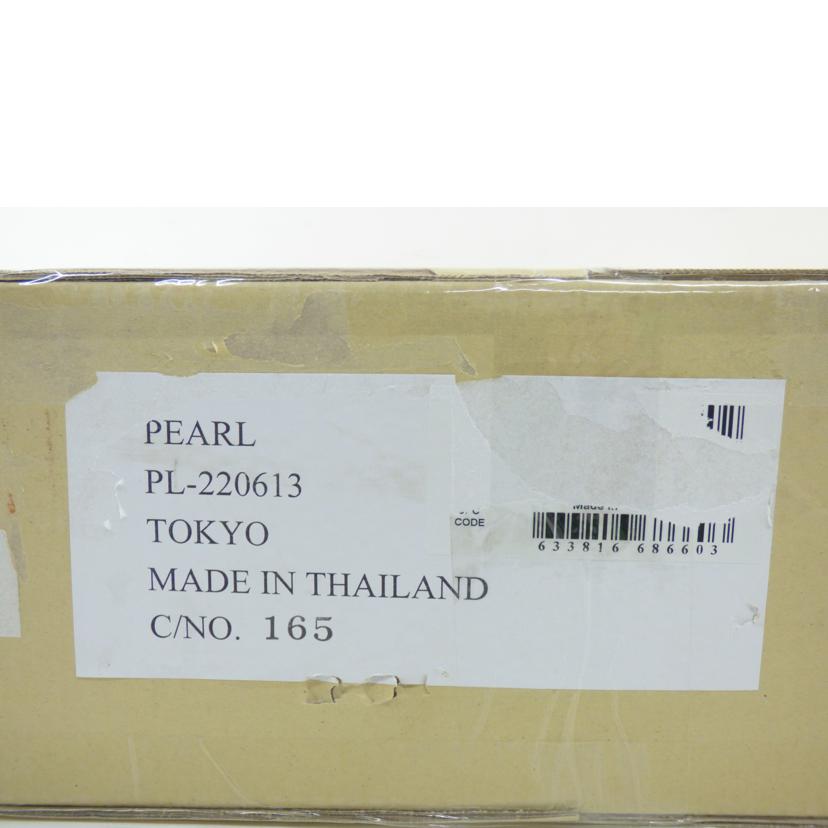 PEARL
PL-220613
TOKYO
MADE IN THAILAND
C/NO. 165
CODE
633816 686603